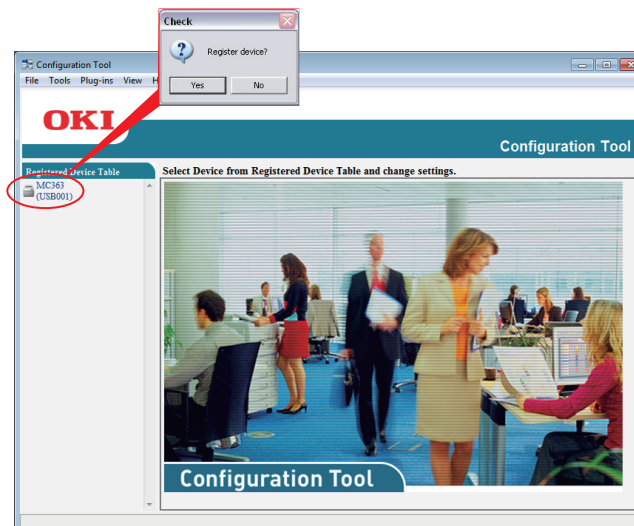 Check
Register device?
Yes
No
Configuration Tool
File Tools Plug-ins View H
OKI
Configuration Tool
Registered Device Table
MC363
(USB001)
Select Device from Registered Device Table and change settings.
Configuration Tool